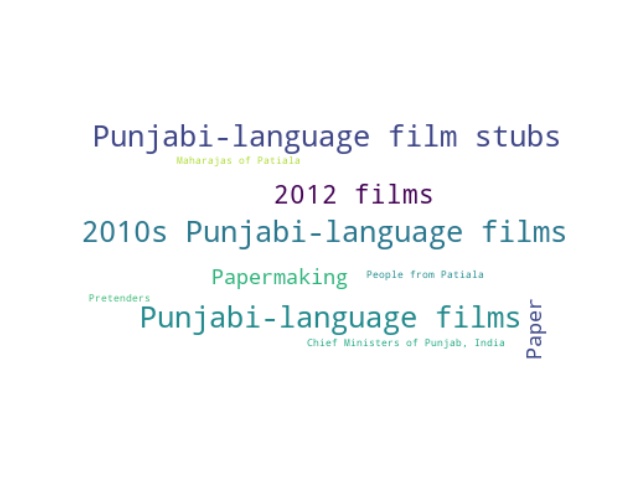 Punjabi-language film stubs
Maharajas of Patiala
2012 films
2010s Punjabi-language films
Papermaking
People from Patiala
Pretenders
Punjabi-language films
Paper
Chief Ministers of Punjab, India